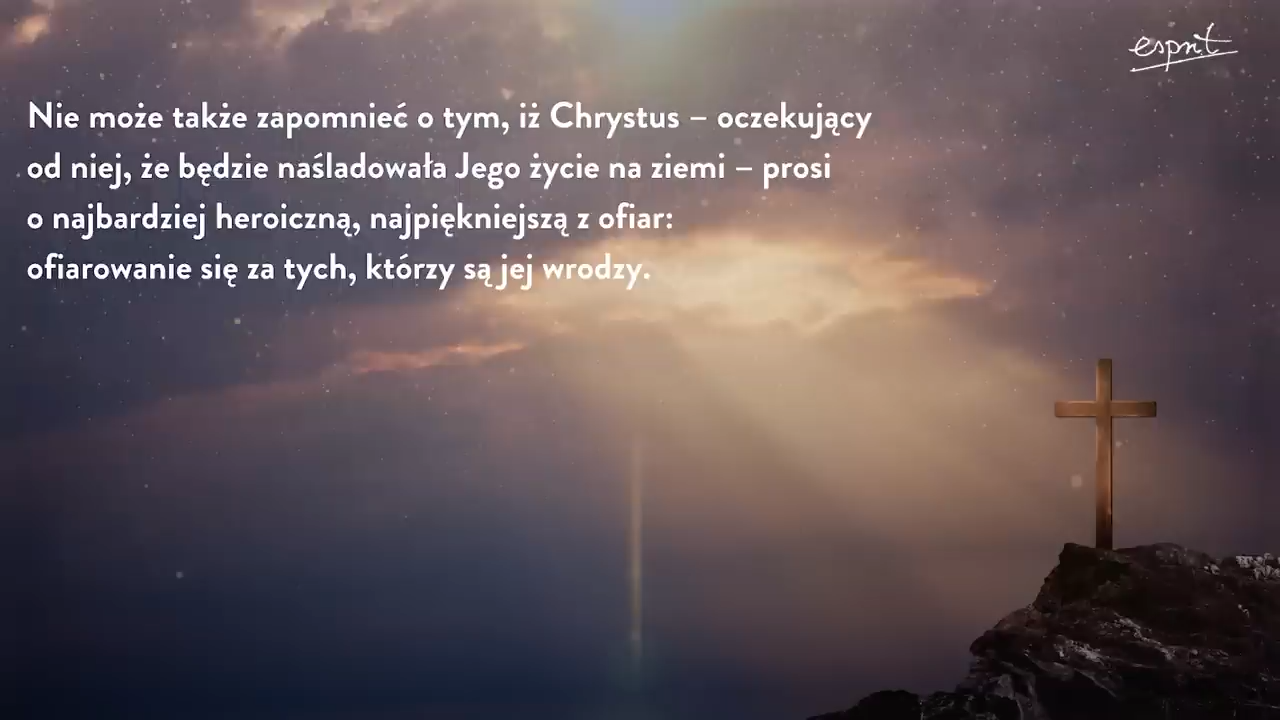 esprit
Nie może także zapomnieć o tym, iż Chrystus – oczekujący
od niej, że będzie naśladowała Jego życie na ziemi – prosi
o najbardziej heroiczną, najpiękniejszą z ofiar:
ofiarowanie się za tych, którzy są jej wrodzy.